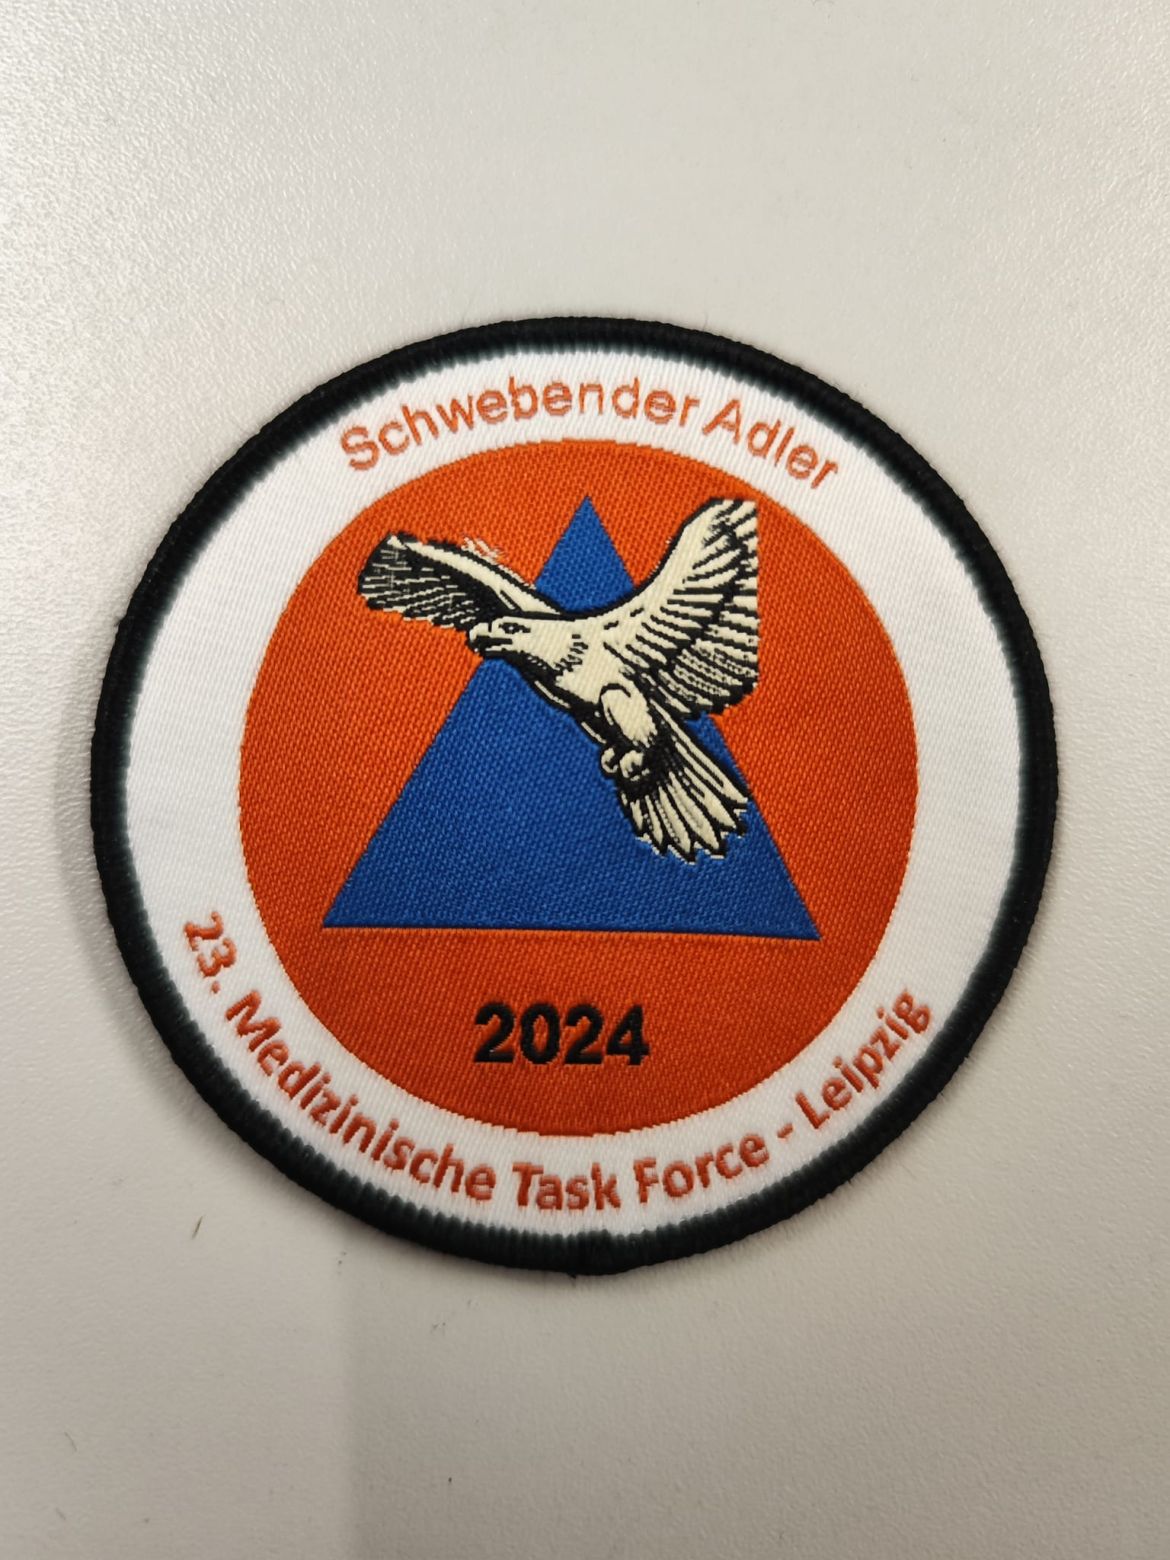 Schwebender Adler
2024
23. Medizinische Task Force - Leipzig